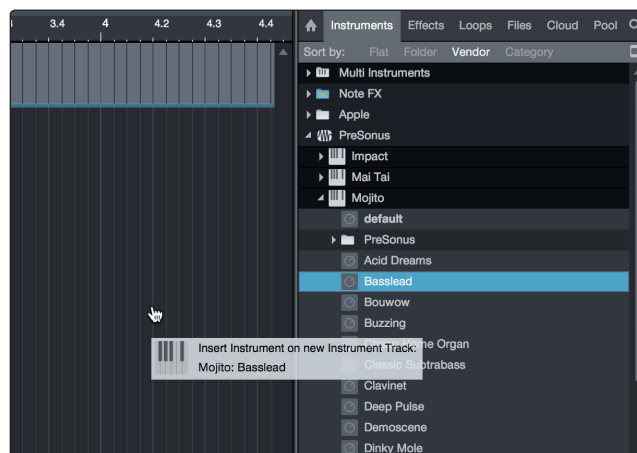 3.4 4 4.2 4.3 4.4
Instruments Effects Loops Files Cloud Pool
Sort by: Flat Folder Vendor Category
Multi Instruments
Note FX
Apple
PreSonus
Impact
Mai Tai
Mojito
default
PreSonus
Acid Dreams
Basslead
Bouwow
Buzzing
Home Organ
Classic Subtrabass
Insert Instrument on new Instrument Track:
Mojito: Basslead
Clavinet
Deep Pulse
Demoscene
Dinky Mole